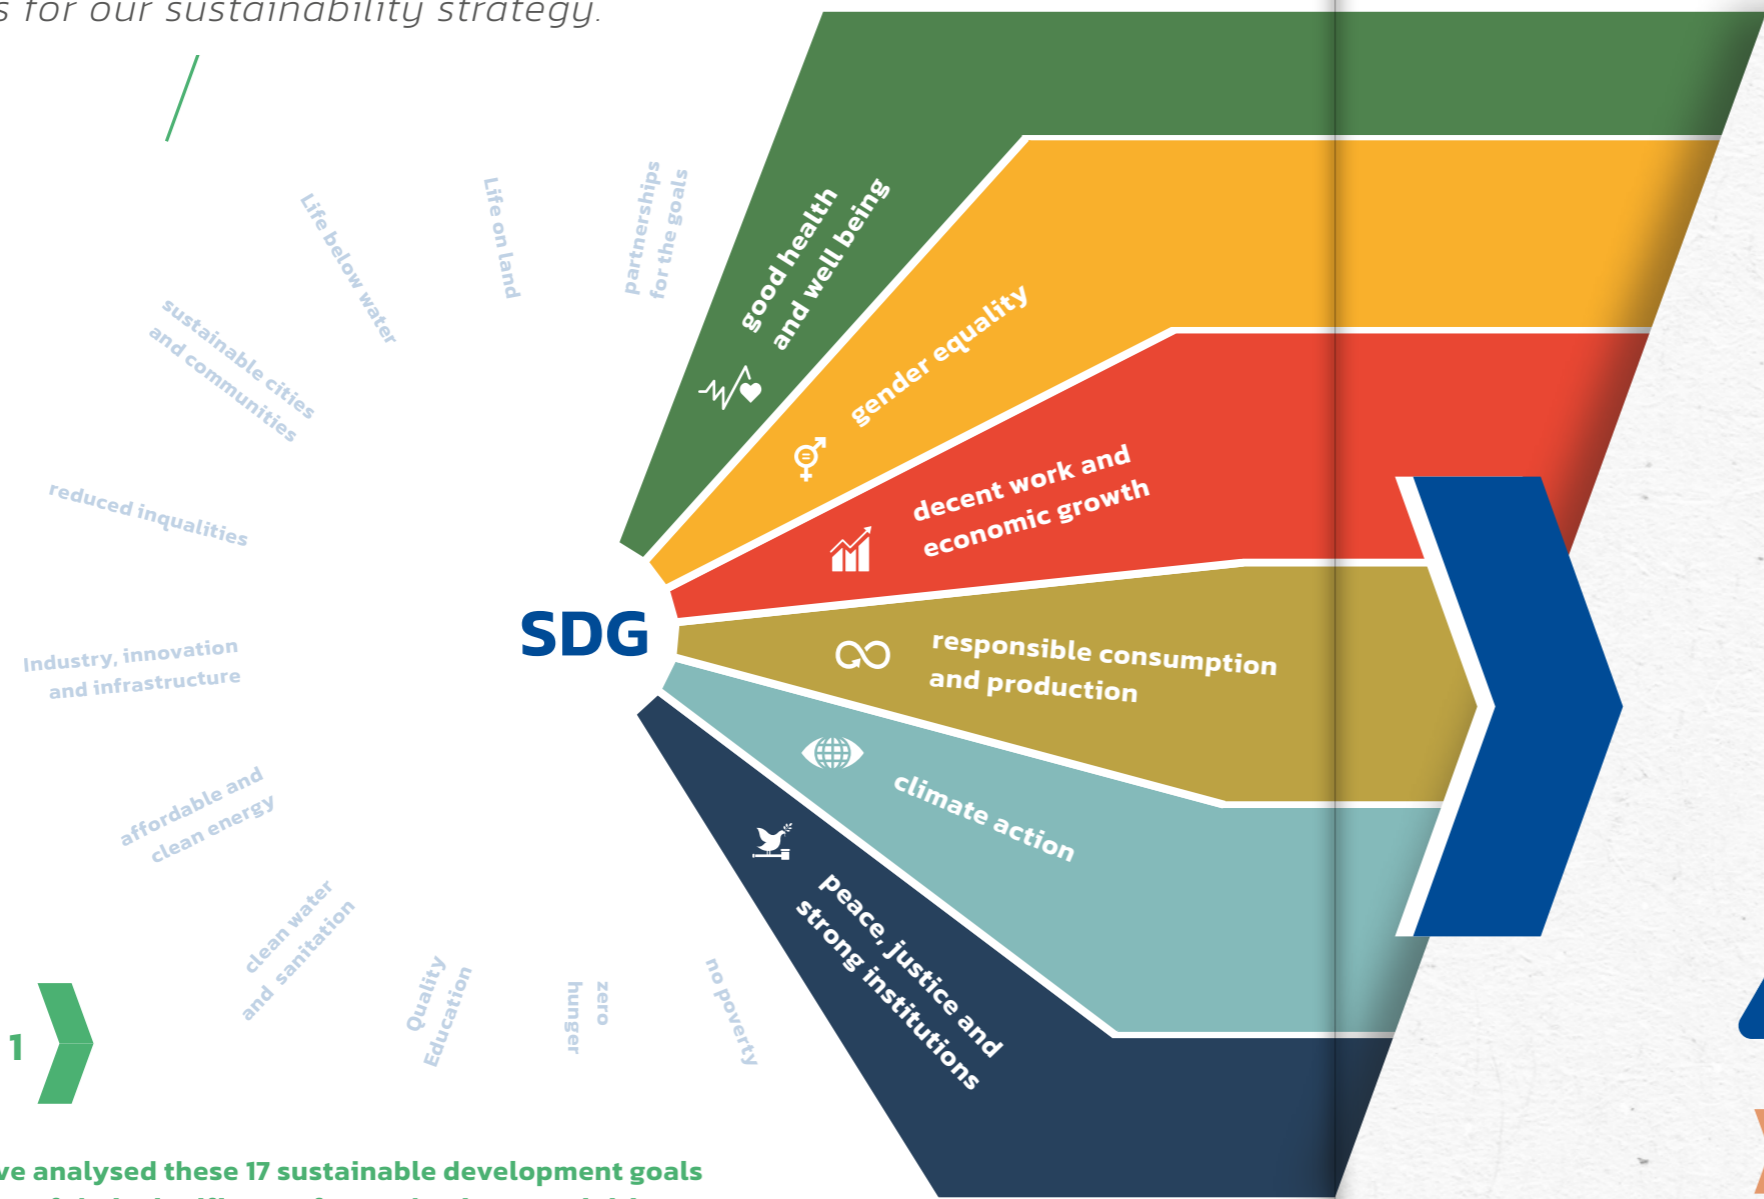 s for our sustainability strategy.
partnerships
for the goals
Life on land
Life below water
sustainable cities
and communities
reduced inqualities
Industry, innovation
and infrastructure
affordable and
clean energy
clean water
and sanitation
Quality
Education
zero
hunger
no poverty
SDG
good health
and well being
gender equality
decent work and
economic growth
responsible consumption
and production
climate action
peace, justice and
strong institutions
1
ve analysed these 17 sustainable development goals